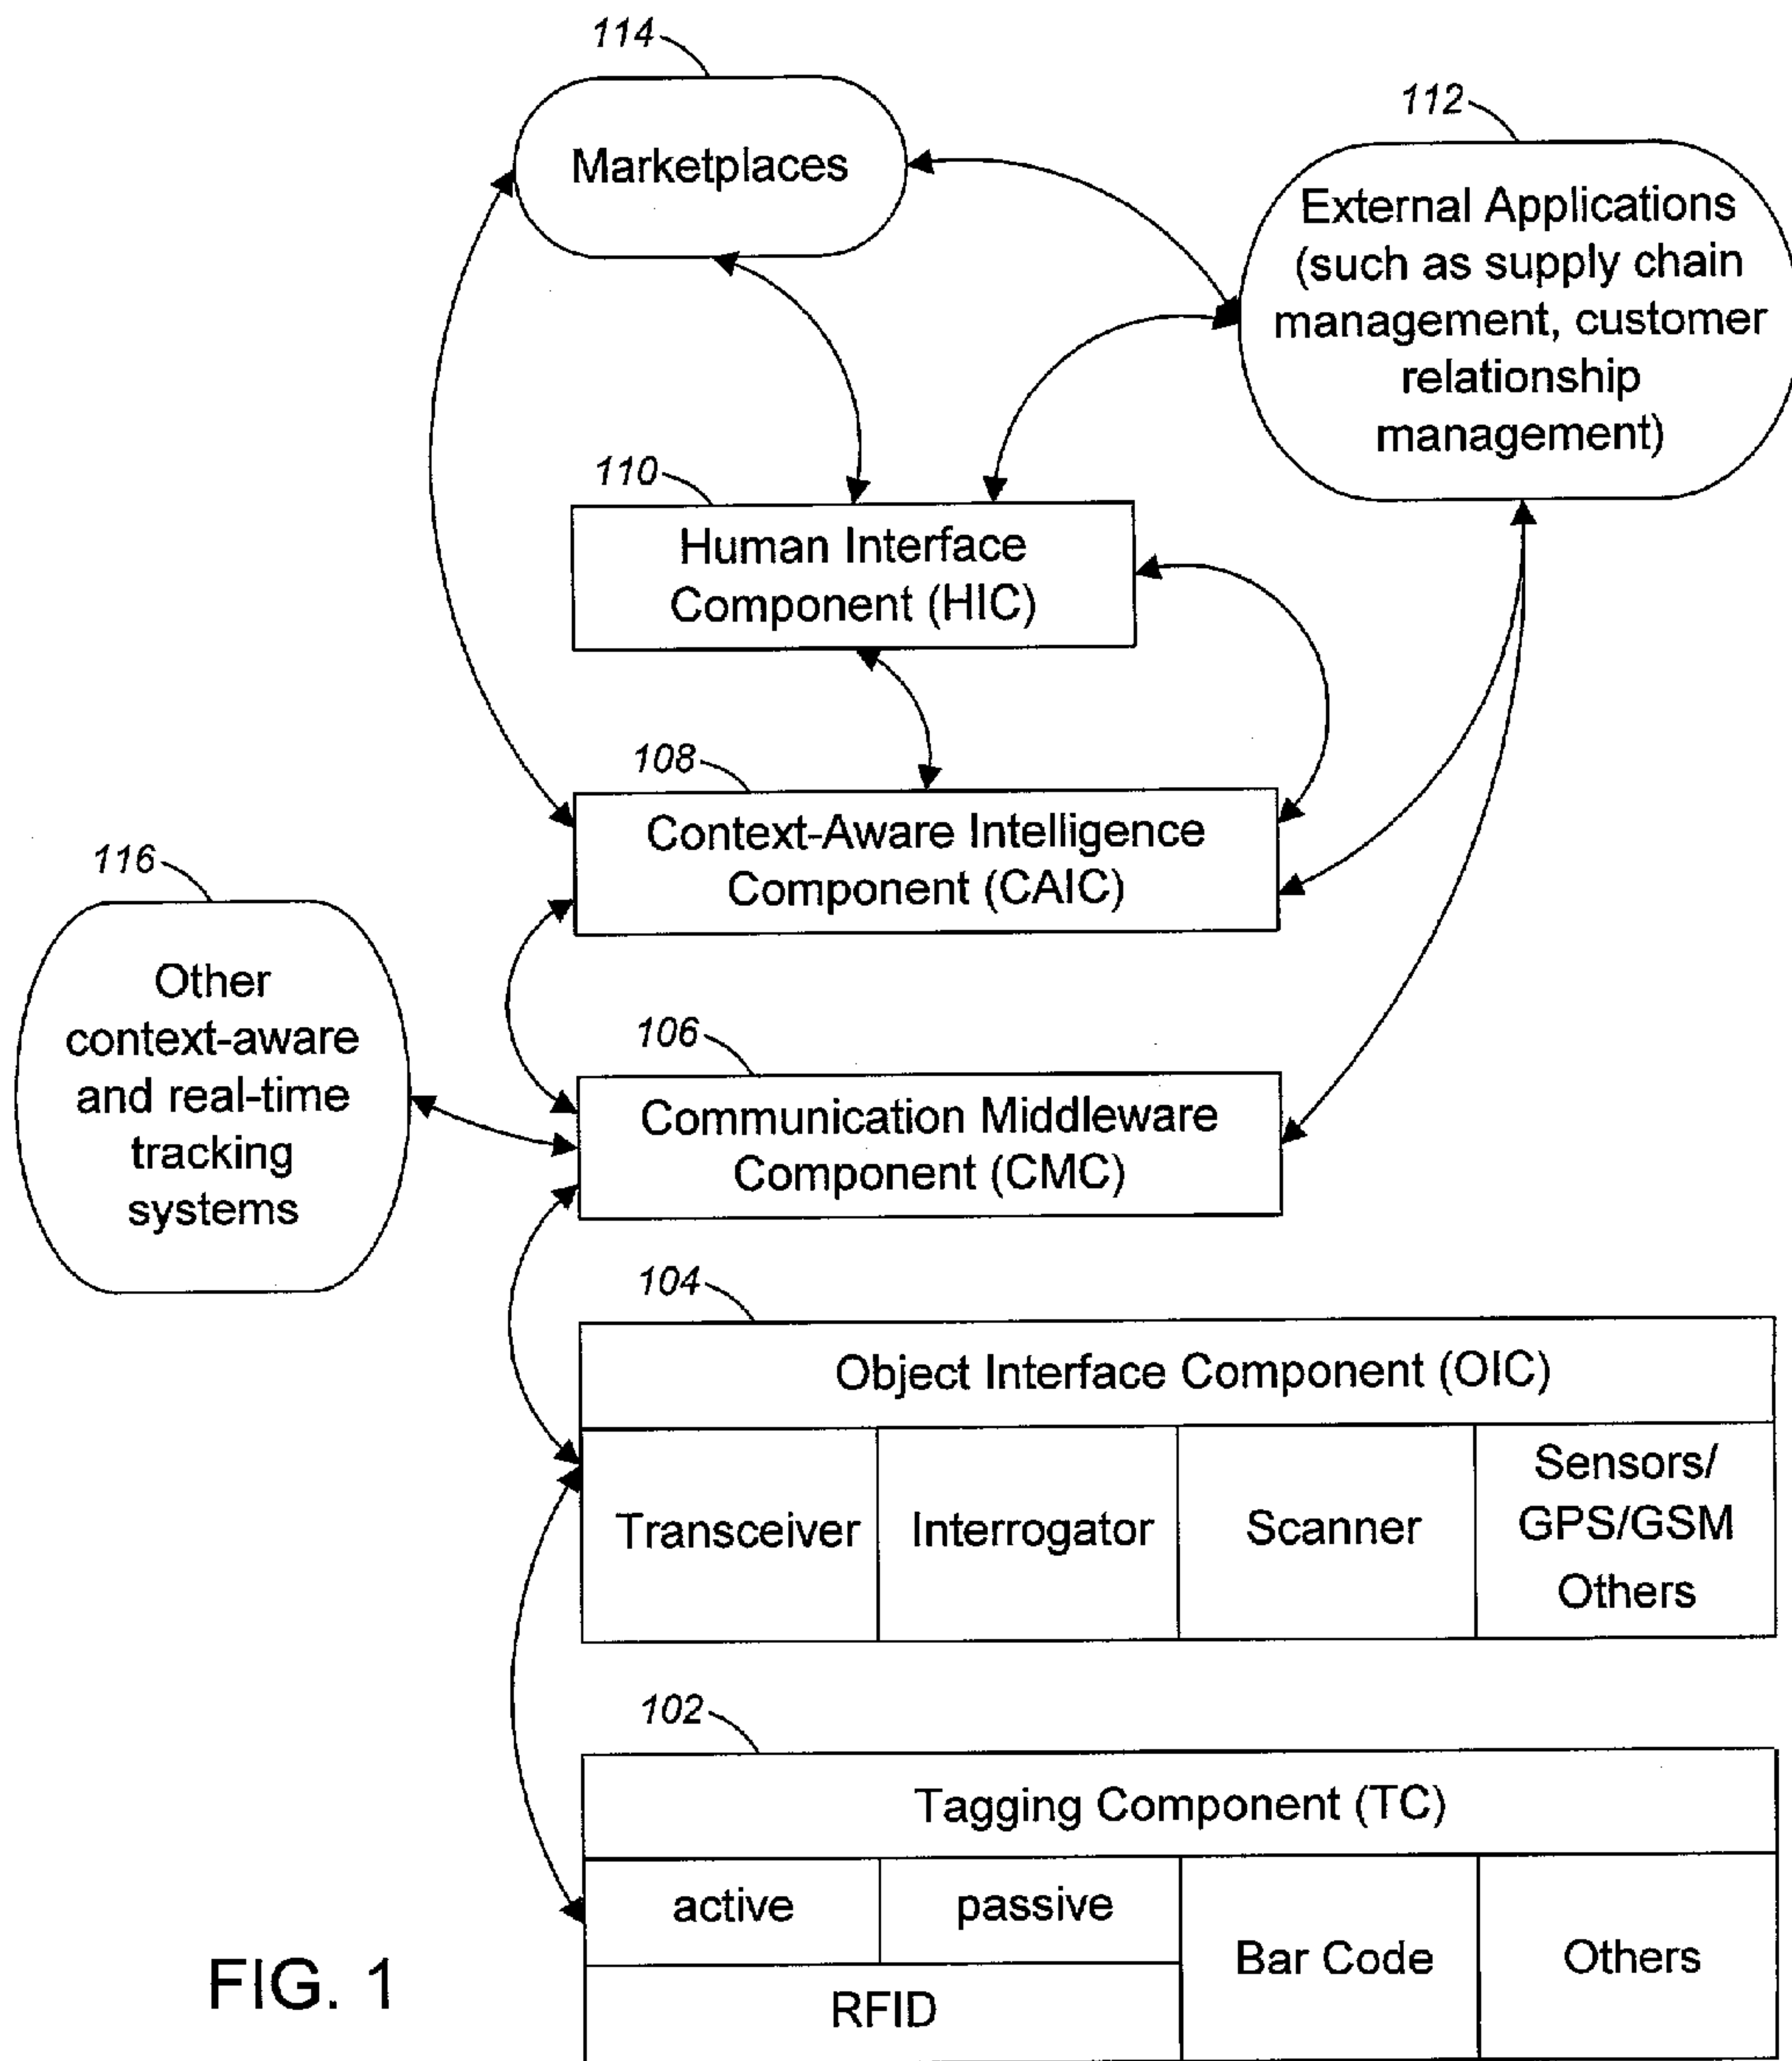 114
Marketplaces
112
External Applications
(such as supply chain
management, customer
relationship
management)
110
Human Interface
Component (HIC)
108
Context-Aware Intelligence
Component (CAIC)
116
Other
context-aware
and real-time
tracking
systems
106
Communication Middleware
Component (CMC)
104
Object Interface Component (OIC)
Transceiver
Interrogator
Scanner
Sensors/
GPS/GSM
Others
102
Tagging Component (TC)
active
passive
RFID
Bar Code
Others
FIG. 1